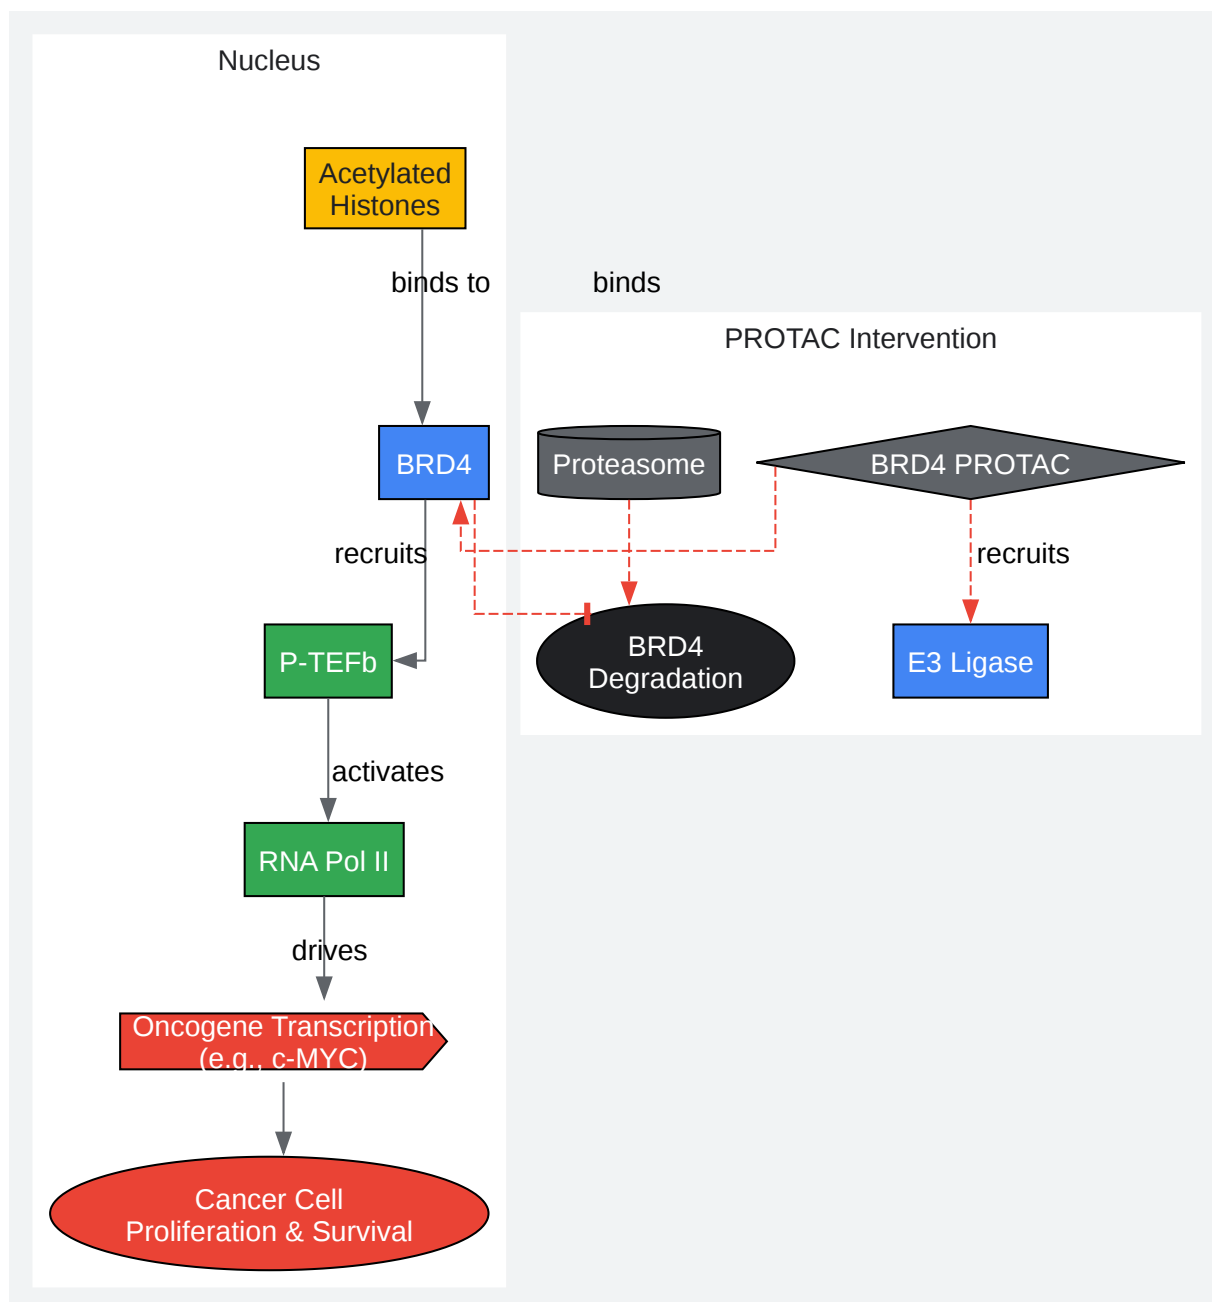 Nucleus
Acetylated
Histones
binds to
binds
PROTAC Intervention
BRD4
Proteasome
BRD4 PROTAC
recruits
recruits
P-TEFb
BRD4
Degradation
E3 Ligase
activates
RNA Pol II
drives
Oncogene Transcription
(e.g., c-MYC)
Cancer Cell
Proliferation & Survival